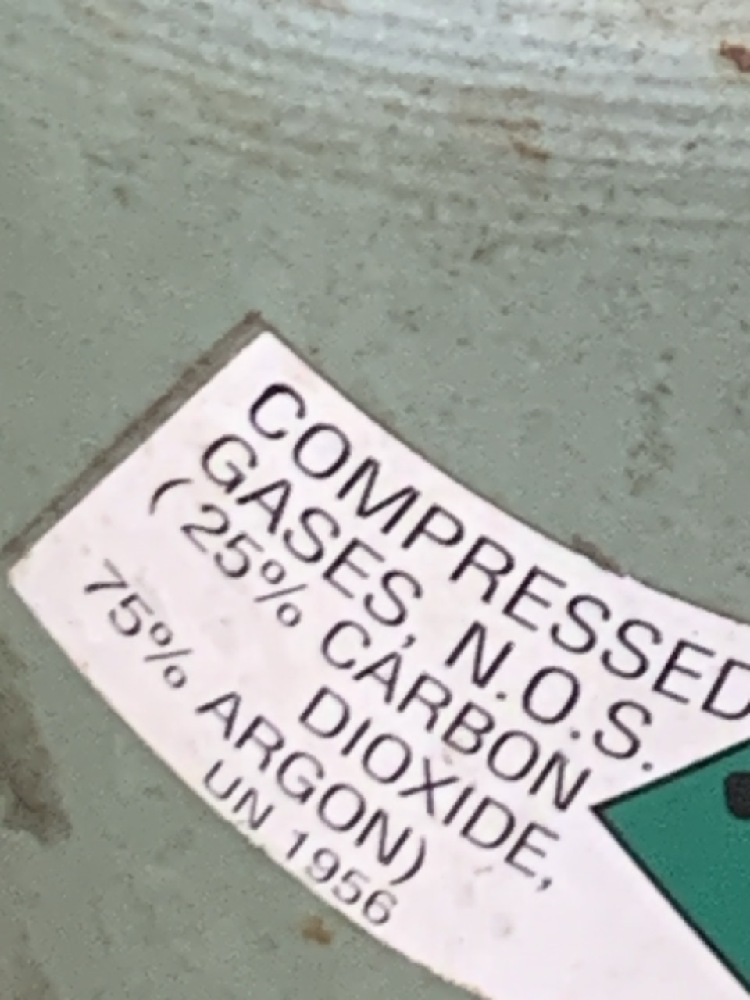 COMPRESSED
GASES, N.O.S.
( 25% CARBON
DIOXIDE,
75% ARGON)
UN 1956